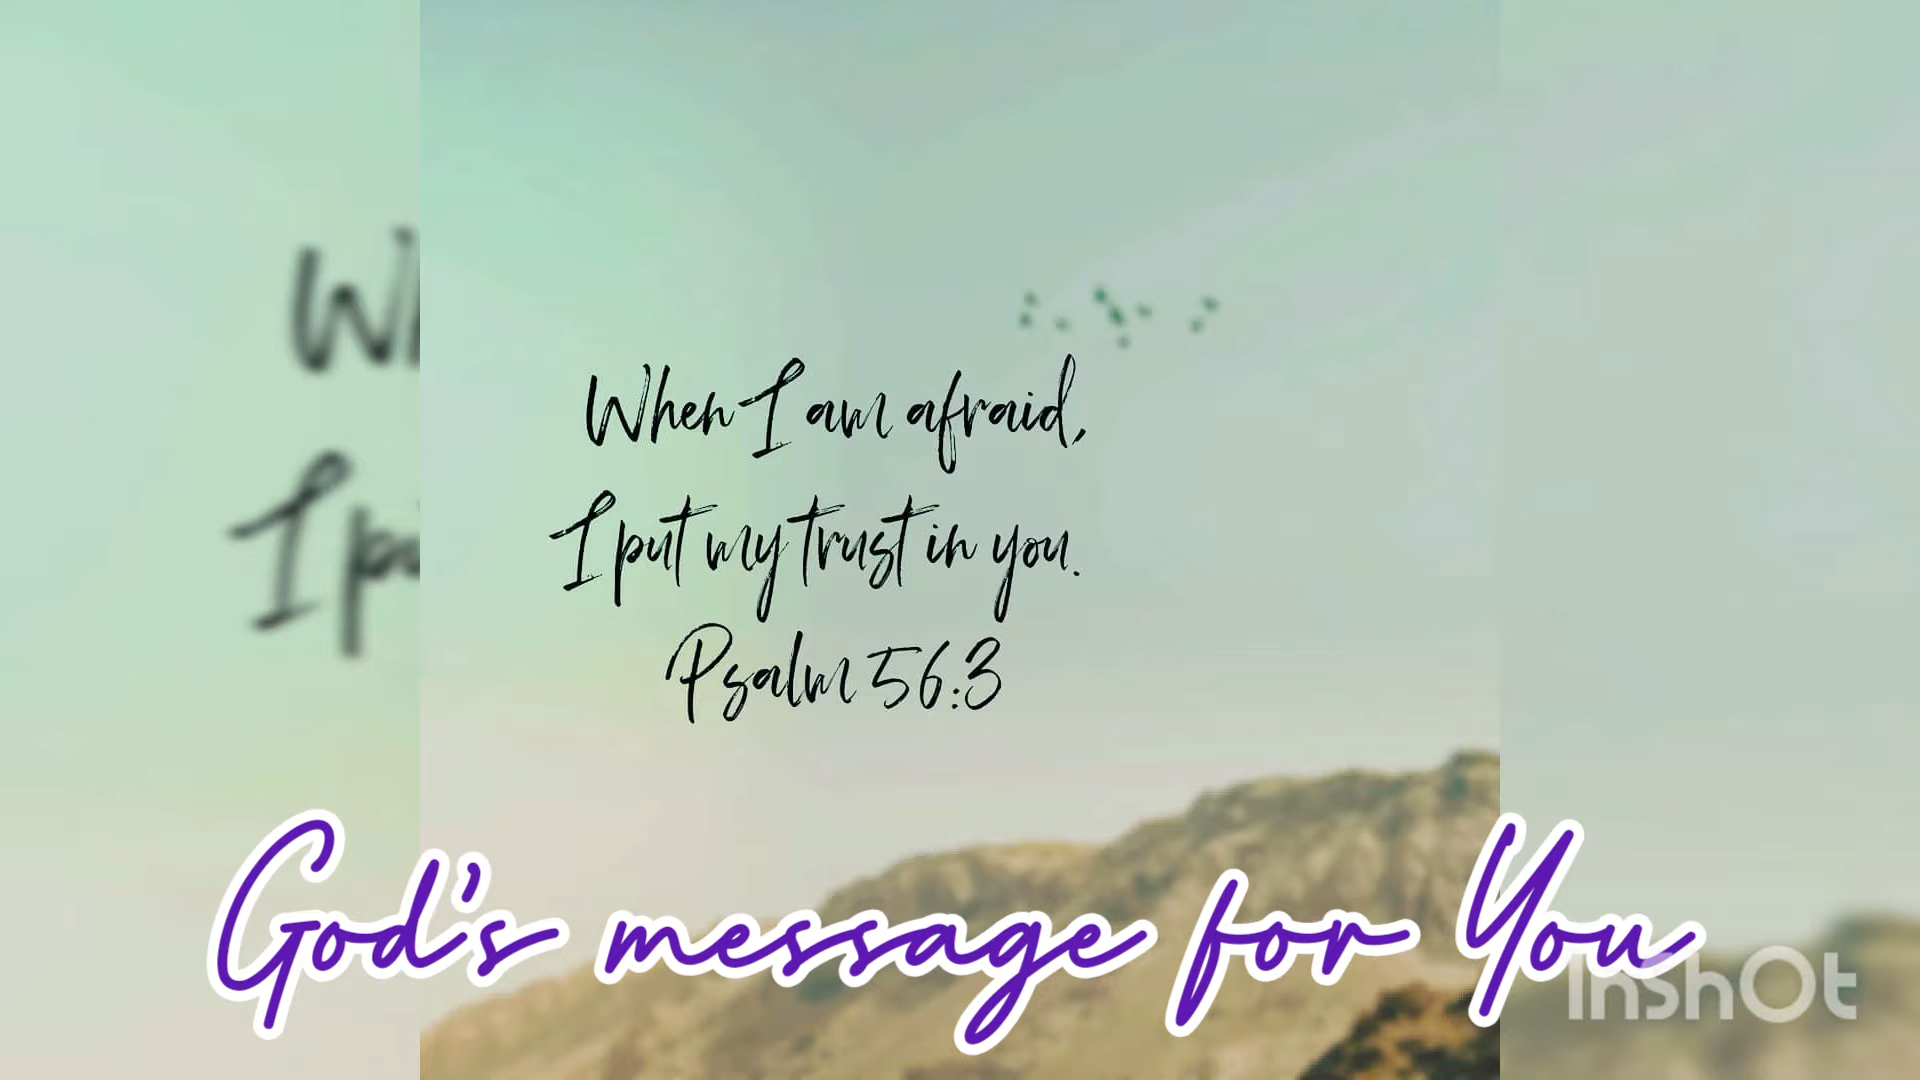 When I am afraid,
I put my trust in you.
Psalm 56:3
God's message for You
InShOt